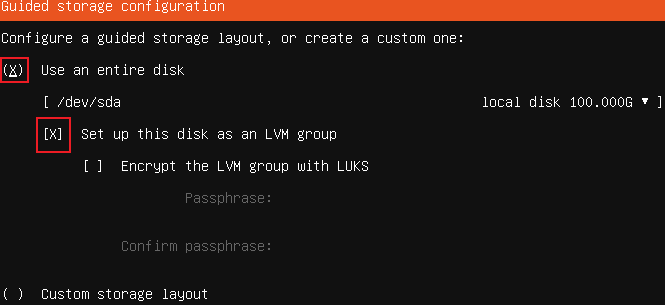 Guided storage configuration
Configure a guided storage layout, or create a custom one:
(X) Use an entire disk
[ /dev/sda local disk 100.000G ▾ ]
[X] Set up this disk as an LVM group
[ ] Encrypt the LVM group with LUKS
Passphrase:
Confirm passphrase:
( ) Custom storage layout